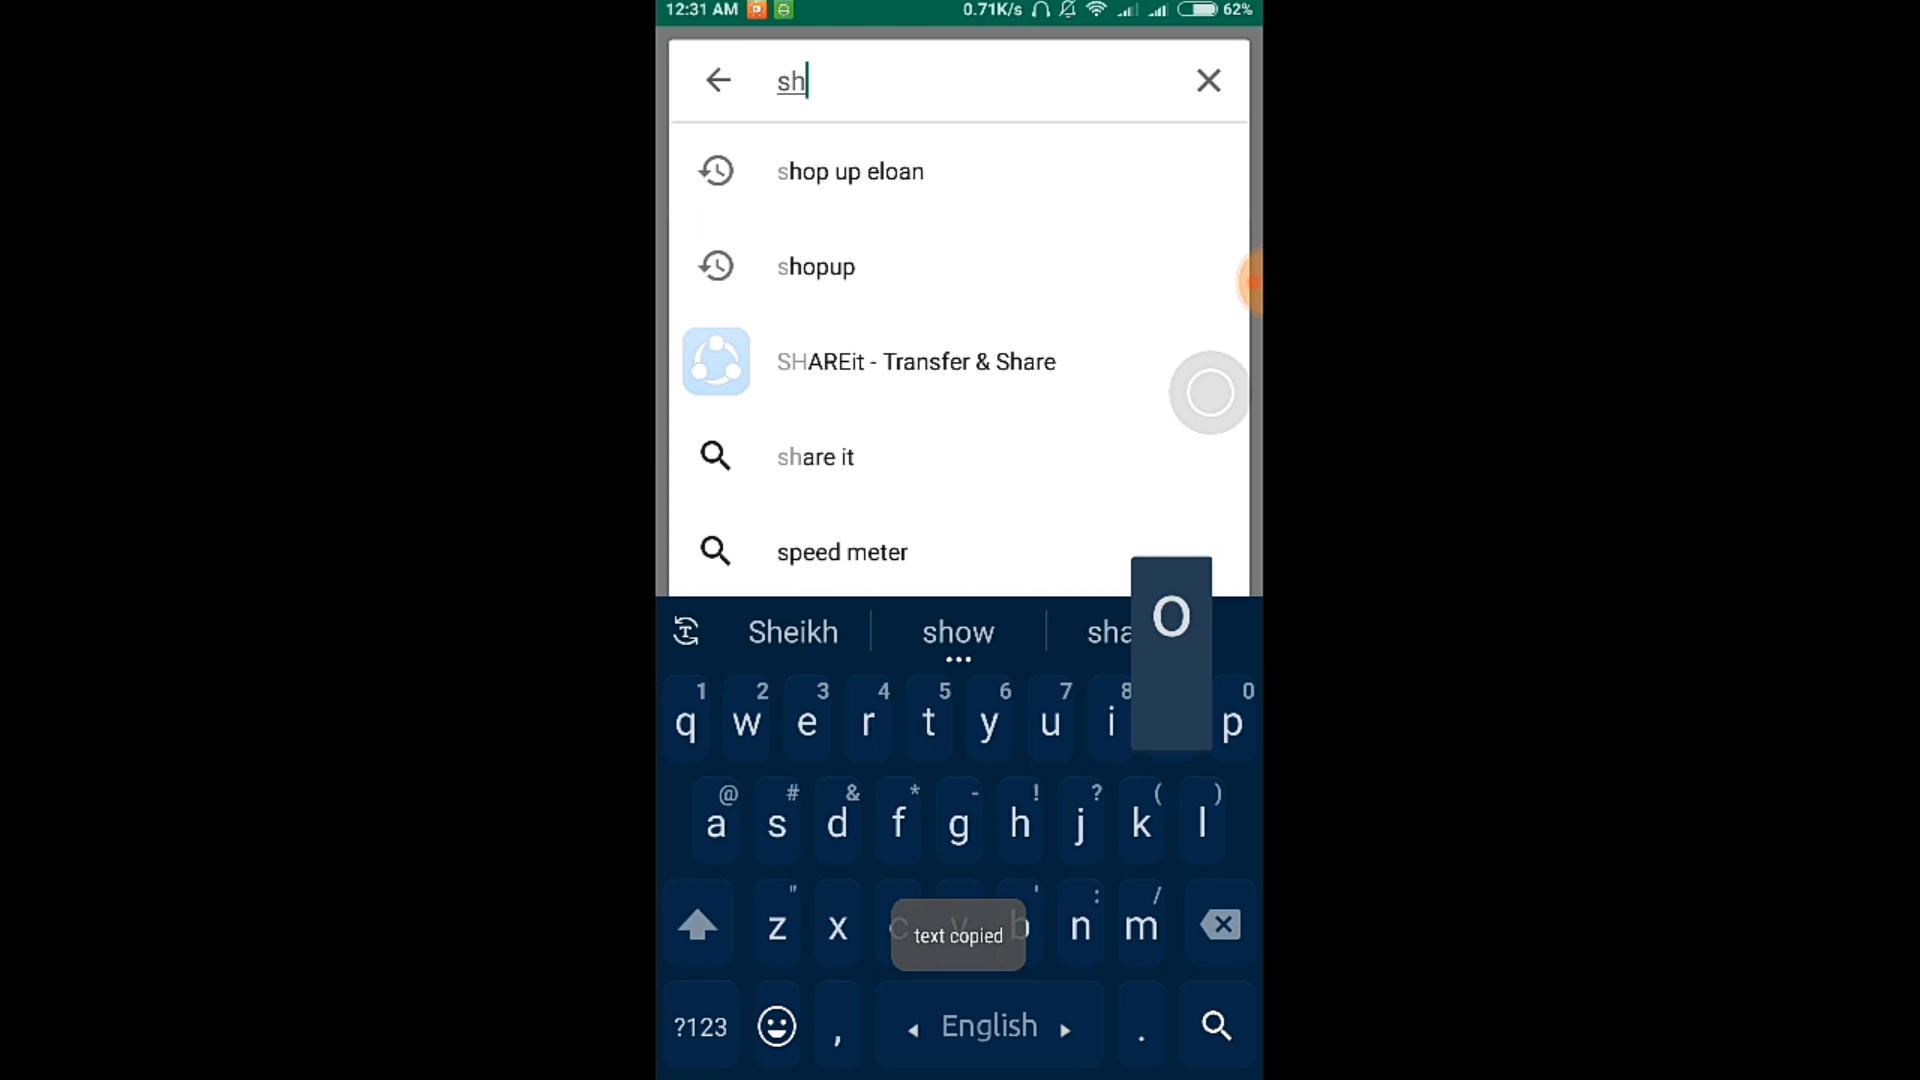 12:31 AM 0.71K/s 62%
sh
shop up eloan
shopup
SHAREit - Transfer & Share
share it
speed meter
Sheikh show sha
O
1 2 3 4 5 6 7 8 0
q w e r t y u i p
@ # & * - ! ? ( )
a s d f g h j k l
" ' : /
z x c v b n m
text copied
?123 , English .